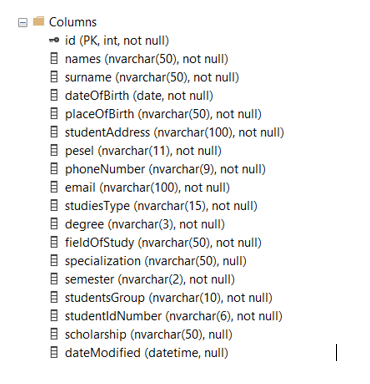 Columns
id (PK, int, not null)
names (nvarchar(50), not null)
surname (nvarchar(50), not null)
dateOfBirth (date, not null)
placeOfBirth (nvarchar(50), not null)
studentAddress (nvarchar(100), not null)
pesel (nvarchar(11), not null)
phoneNumber (nvarchar(9), not null)
email (nvarchar(100), not null)
studiesType (nvarchar(15), not null)
degree (nvarchar(3), not null)
fieldOfStudy (nvarchar(50), not null)
specialization (nvarchar(50), null)
semester (nvarchar(2), not null)
studentsGroup (nvarchar(10), not null)
studentIdNumber (nvarchar(6), not null)
scholarship (nvarchar(50), null)
dateModified (datetime, null)